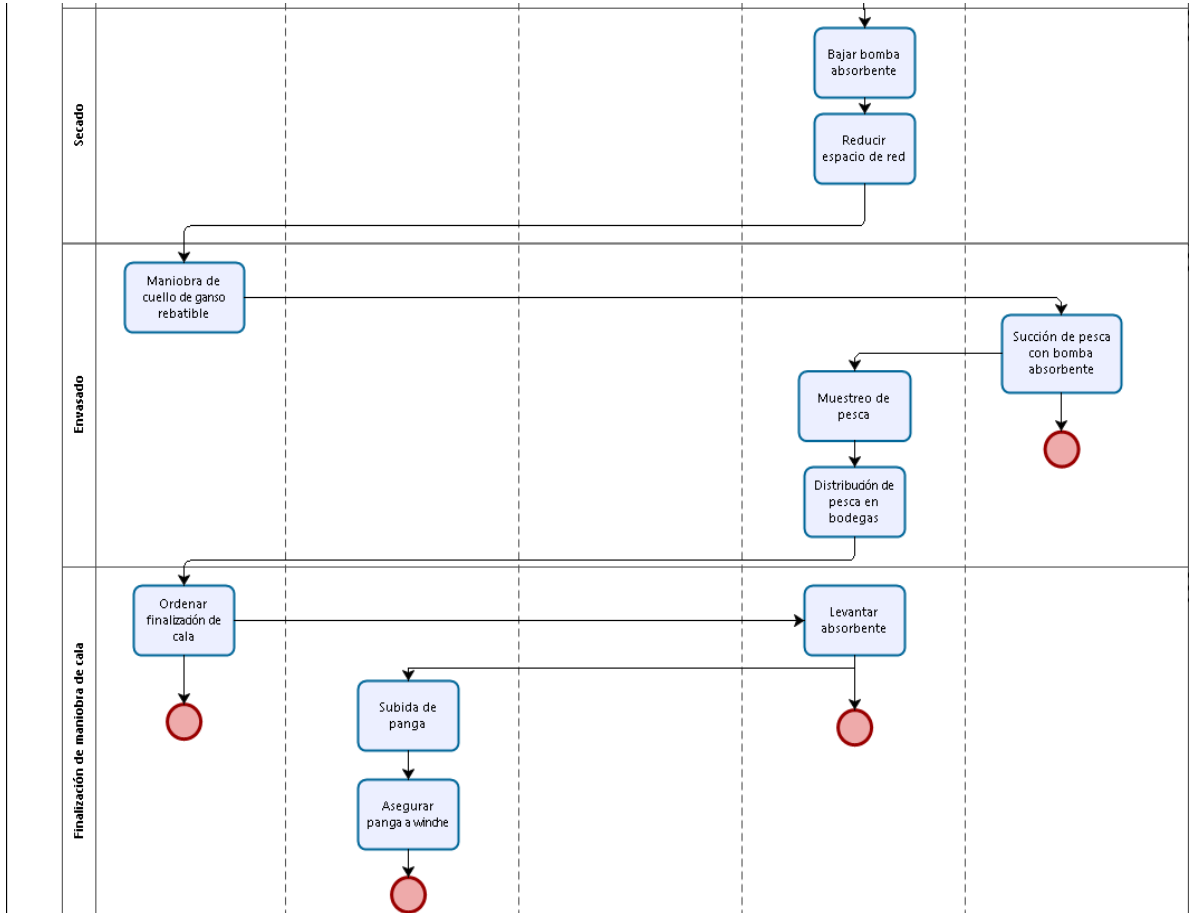 Secado
Bajar bomba
absorbente
Reducir
espacio de red
Envasado
Maniobra de
cuello de ganso
rebatible
Succión de pesca
con bomba
absorbente
Muestreo de
pesca
Distribución de
pesca en
bodegas
Finalización de maniobra de cala
Ordenar
finalización de
cala
Levantar
absorbente
Subida de
panga
Asegurar
panga a winche